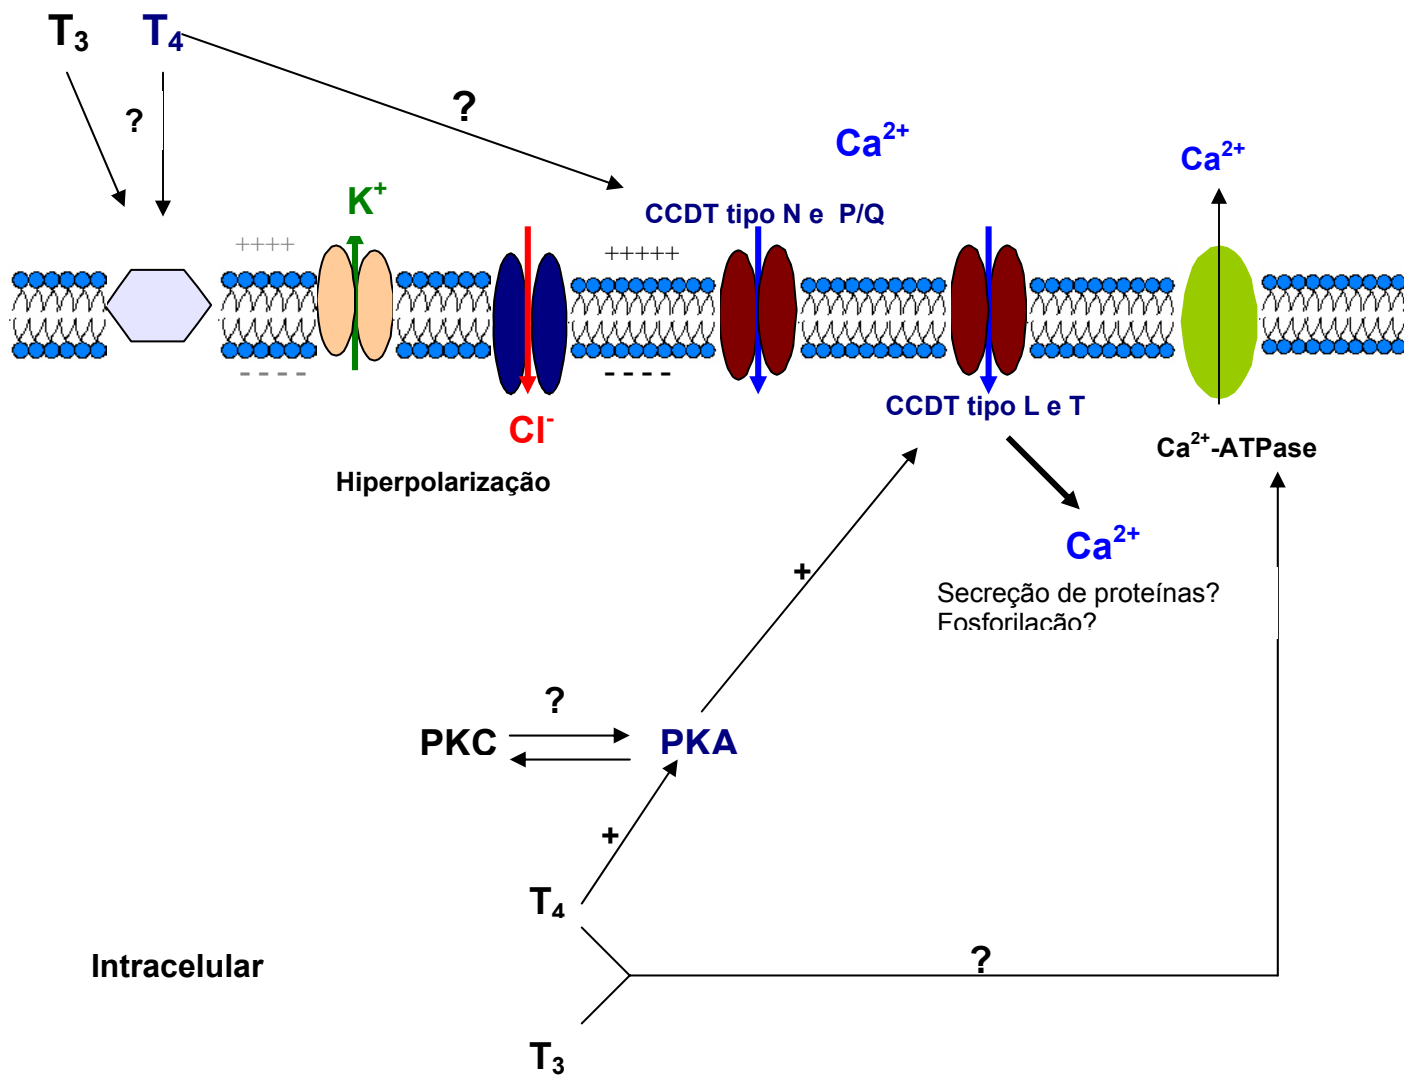 T3 T4
?
?
Ca2+
Ca2+
K+
CCDT tipo N e P/Q
++++
+++++
- - - -
- - - -
CCDT tipo L e T
Cl-
Ca2+-ATPase
Hiperpolarização
Ca2+
+
Secreção de proteínas?
Fosforilação?
?
PKC PKA
+
T4
?
Intracelular
T3